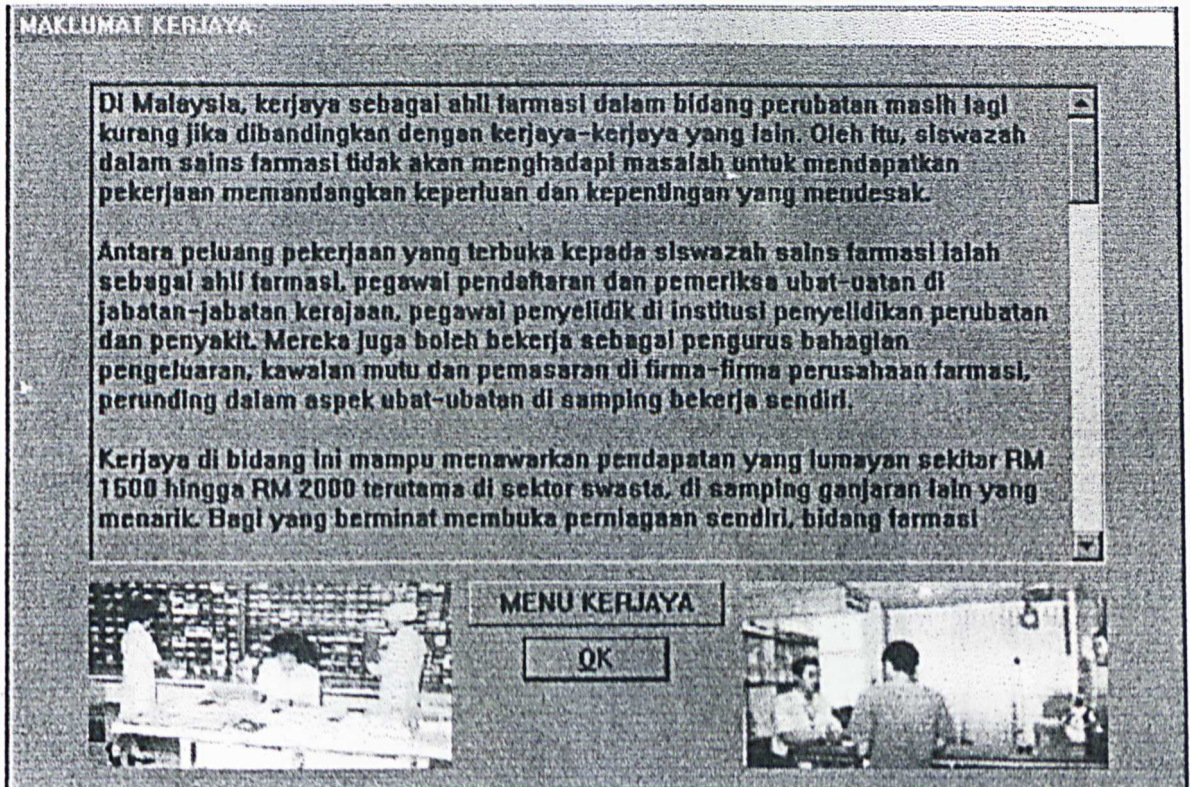 MAKLUMAT KERJAYA
Di Malaysia, kerjaya sebagai ahli farmasi dalam bidang perubatan masih lagi
kurang jika dibandingkan dengan kerjaya-kerjaya yang lain. Oleh itu, siswazah
dalam sains farmasi tidak akan menghadapi masalah untuk mendapatkan
pekerjaan memandangkan keperluan dan kepentingan yang mendesak.
Antara peluang pekerjaan yang terbuka kepada siswazah sains farmasi ialah
sebagai ahli farmasi, pegawai pendaftaran dan pemeriksa ubat-uatan di
jabatan-jabatan kerajaan, pegawai penyelidik di institusi penyelidikan perubatan
dan penyakit. Mereka juga boleh bekerja sebagai pengurus bahagian
pengeluaran, kawalan mutu dan pemasaran di firma-firma perusahaan farmasi,
perunding dalam aspek ubat-ubatan di samping bekerja sendiri.
Kerjaya di bidang ini mampu menawarkan pendapatan yang lumayan sekitar RM
1500 hingga RM 2000 terutama di sektor swasta, di samping ganjaran lain yang
menarik. Bagi yang berminat membuka perniagaan sendiri, bidang farmasi
MENU KERJAYA
OK